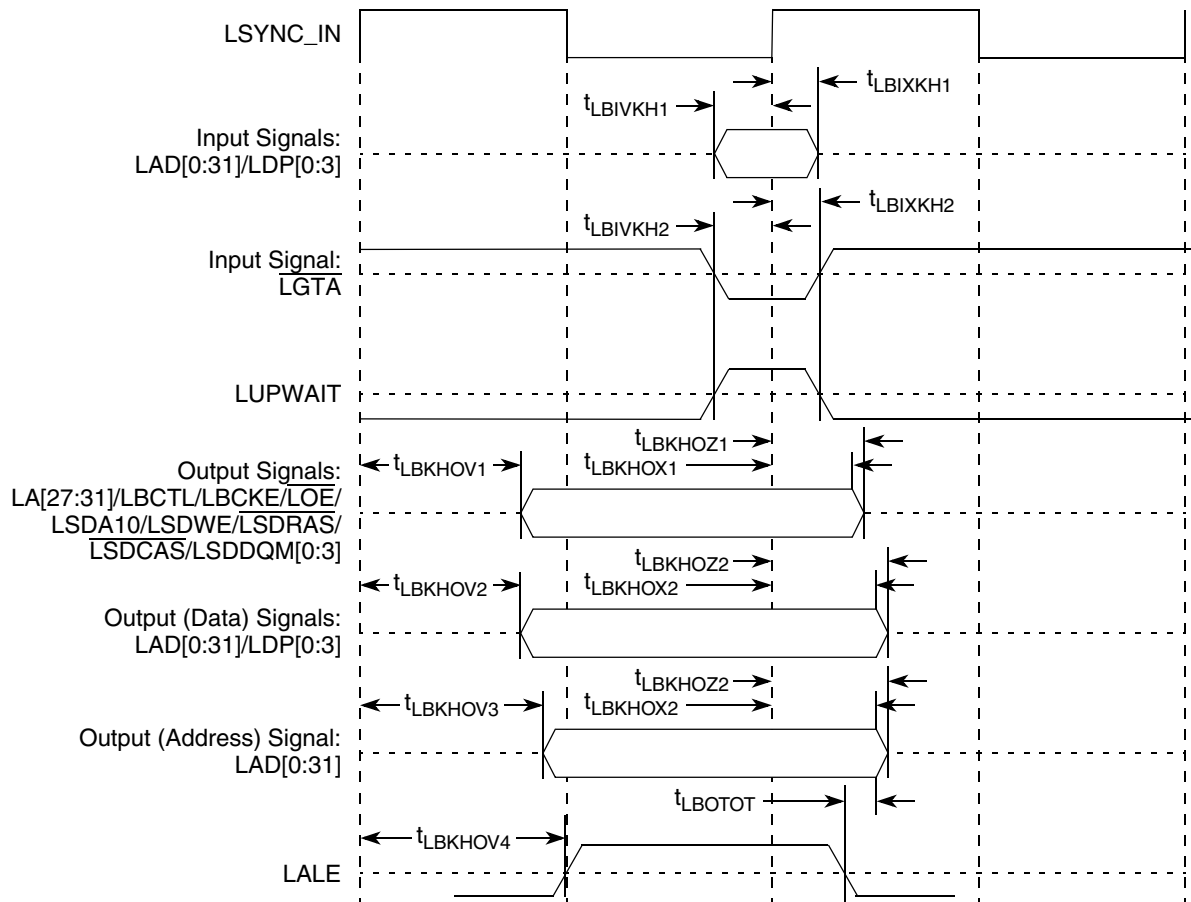 LSYNC_IN
tLBIXKH1
tLBIVKH1
Input Signals:
LAD[0:31]/LDP[0:3]
tLBIXKH2
tLBIVKH2
Input Signal:
LGTA
LUPWAIT
tLBKHOZ1
tLBKHOV1
tLBKHOX1
Output Signals:
LA[27:31]/LBCTL/LBCKE/LOE/
LSDA10/LSDWE/LSDRAS/
LSDCAS/LSDDQM[0:3]
tLBKHOZ2
tLBKHOV2
tLBKHOX2
Output (Data) Signals:
LAD[0:31]/LDP[0:3]
tLBKHOZ2
tLBKHOV3
tLBKHOX2
Output (Address) Signal:
LAD[0:31]
tLBOTOT
tLBKHOV4
LALE